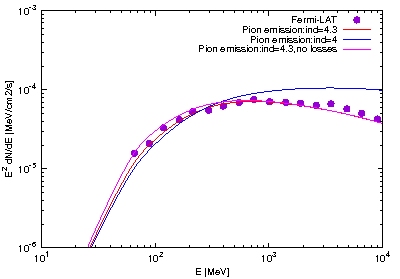 10^-3
Fermi-LAT
Pion emission:ind=4.3
Pion emission:ind=4
Pion emission:ind=4.3,no losses
10^-4
E^2 dN/dE [MeV/cm2/s]
10^-5
10^-6
10^1 10^2 10^3 10^4
E [MeV]